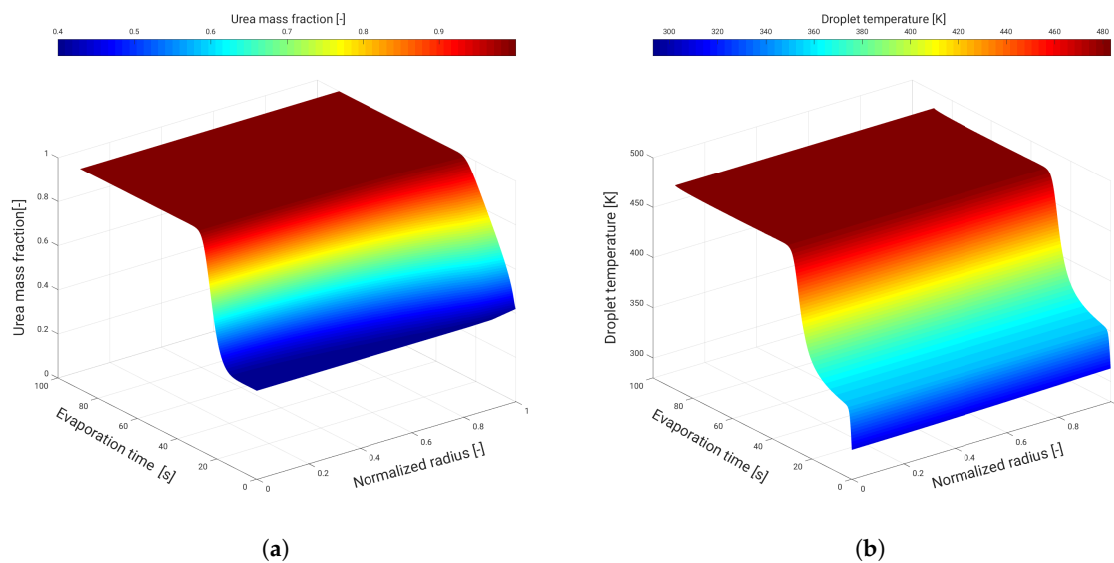 Urea mass fraction [-]
0.4 0.5 0.6 0.7 0.8 0.9
1
0.8
0.6
0.4
0.2
0
Urea mass fraction[-]
100
80
60
40
20
0
Evaporation time [s]
0
0.2
0.4
0.6
0.8
1
Normalized radius [-]
(a)
Droplet temperature [K]
300 320 340 360 380 400 420 440 460 480
500
450
400
350
300
Droplet temperature [K]
100
80
60
40
20
0
Evaporation time [s]
0
0.2
0.4
0.6
0.8
Normalized radius [-]
(b)